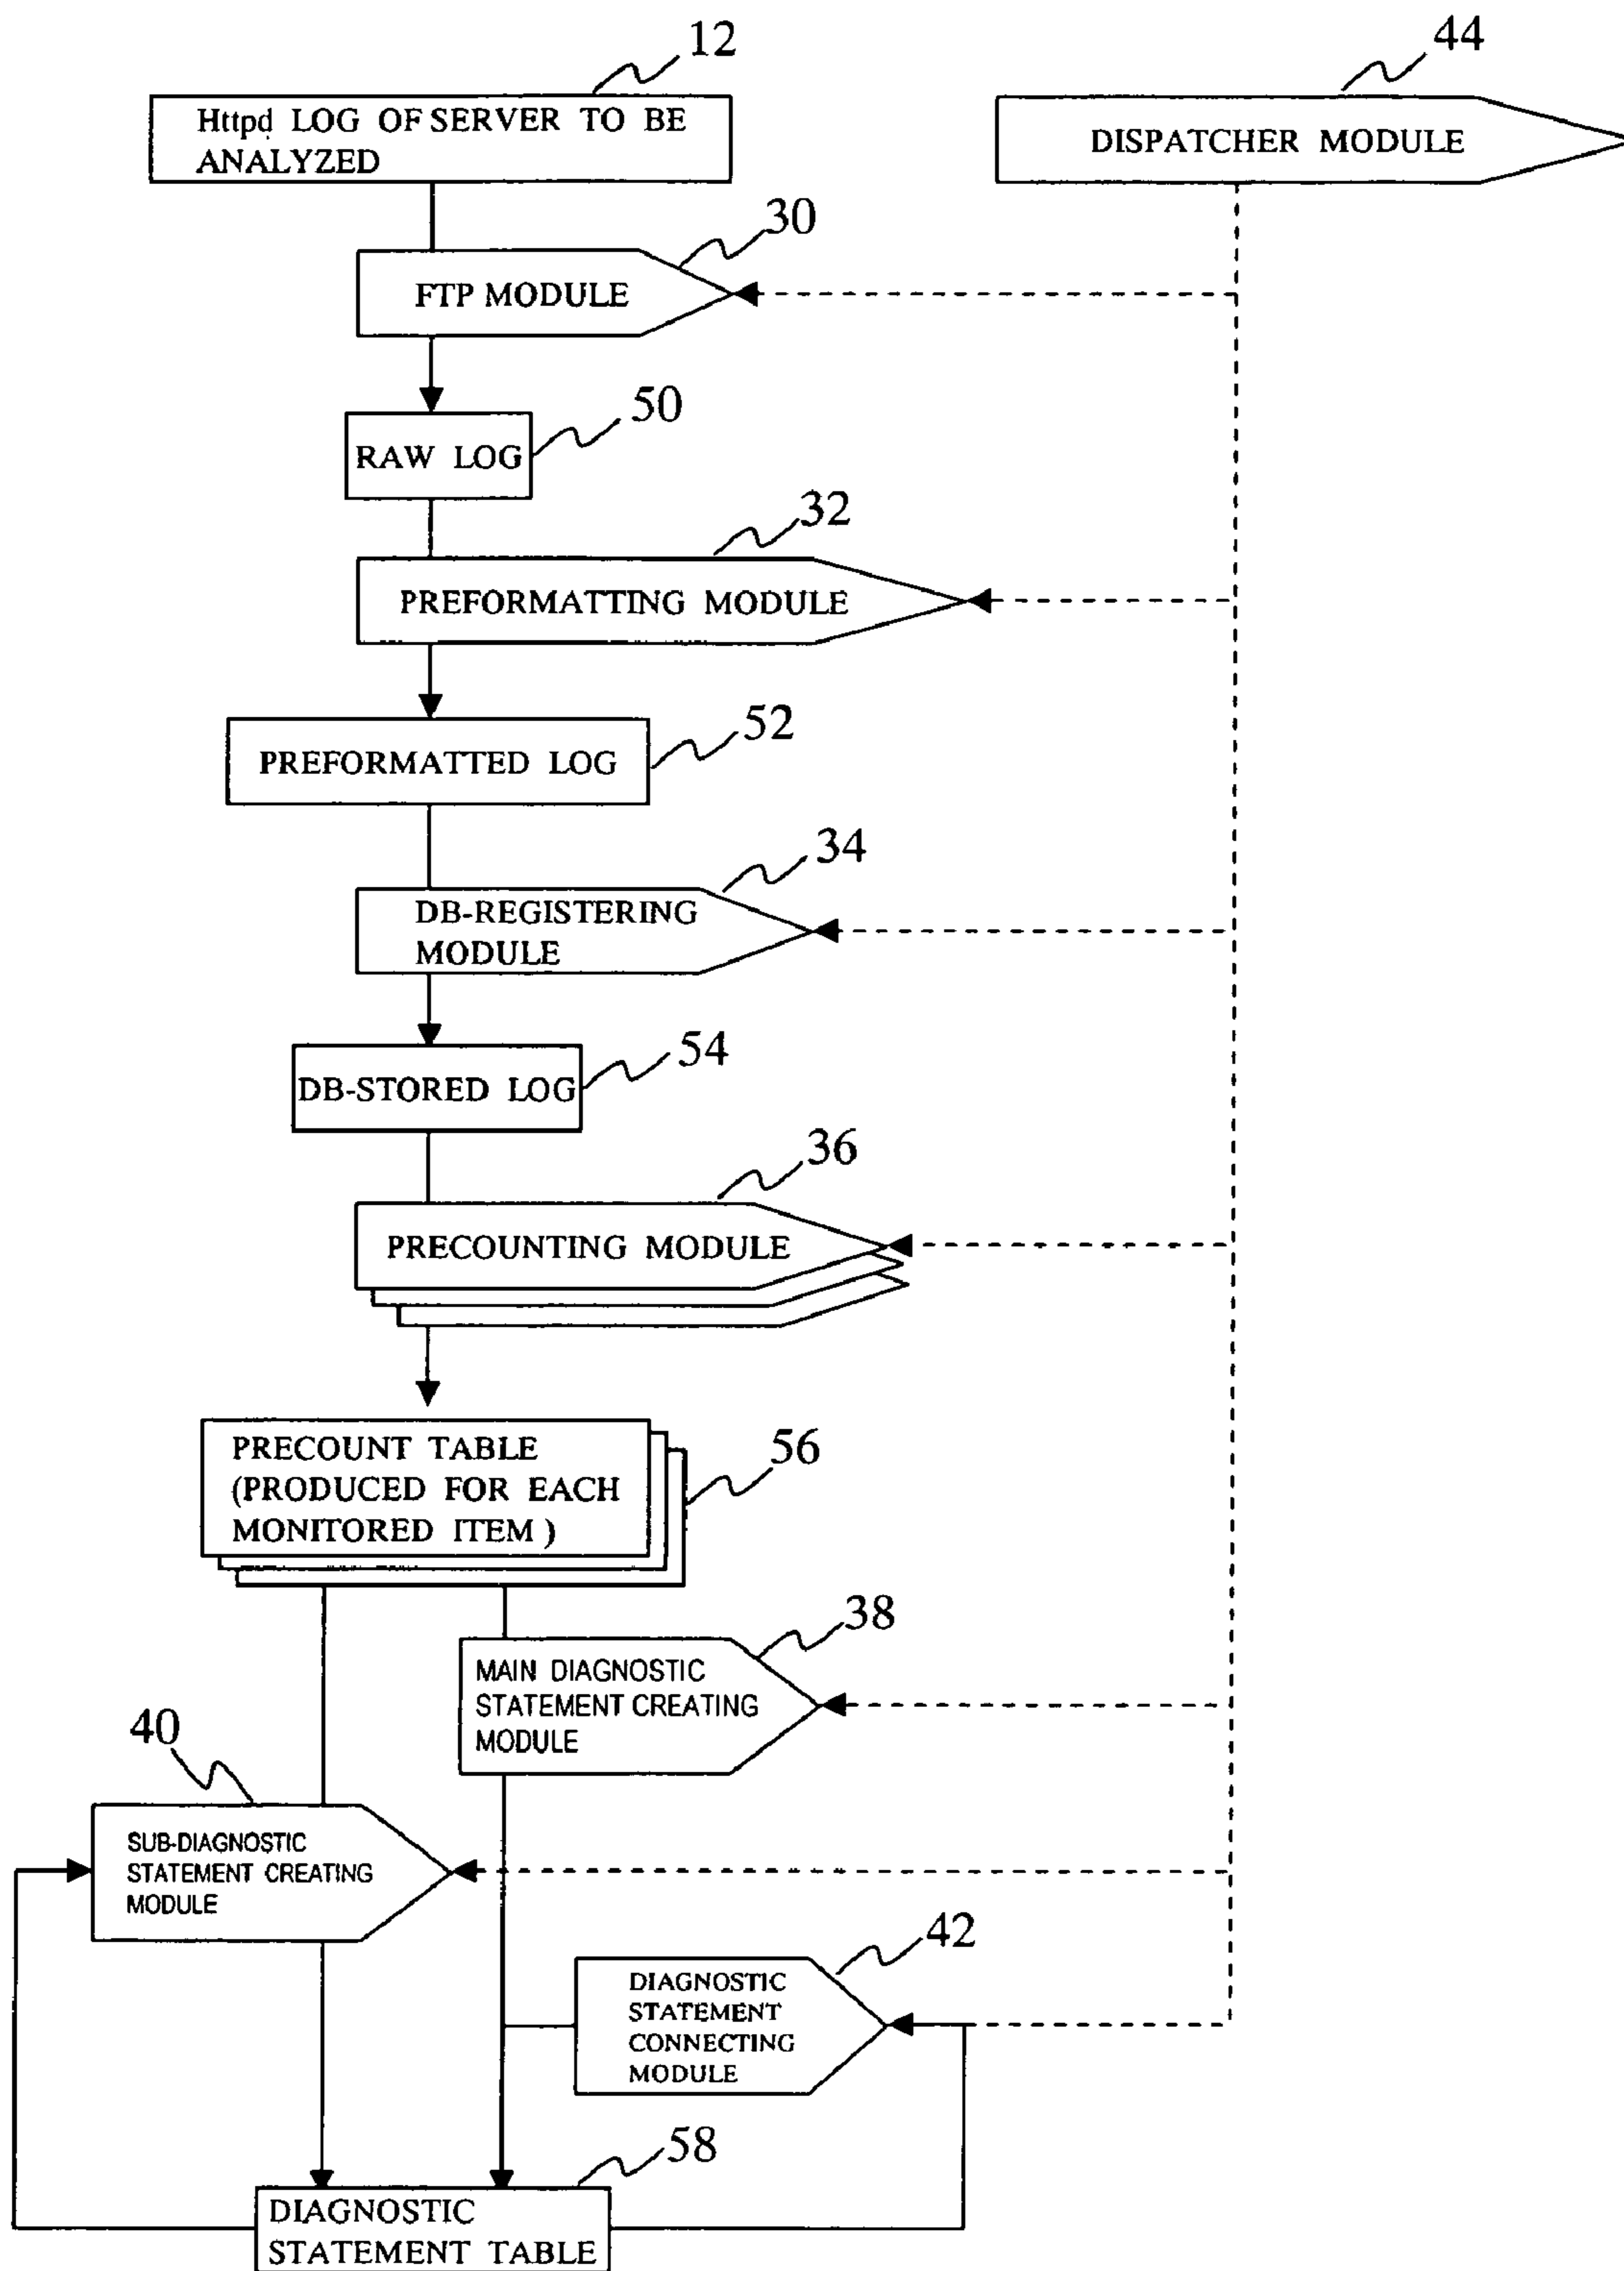 12
44
Httpd LOG OF SERVER TO BE
ANALYZED
DISPATCHER MODULE
30
FTP MODULE
50
RAW LOG
32
PREFORMATTING MODULE
52
PREFORMATTED LOG
34
DB-REGISTERING
MODULE
54
DB-STORED LOG
36
PRECOUNTING MODULE
56
PRECOUNT TABLE
(PRODUCED FOR EACH
MONITORED ITEM )
38
MAIN DIAGNOSTIC
STATEMENT CREATING
MODULE
40
SUB-DIAGNOSTIC
STATEMENT CREATING
MODULE
42
DIAGNOSTIC
STATEMENT
CONNECTING
MODULE
58
DIAGNOSTIC
STATEMENT TABLE